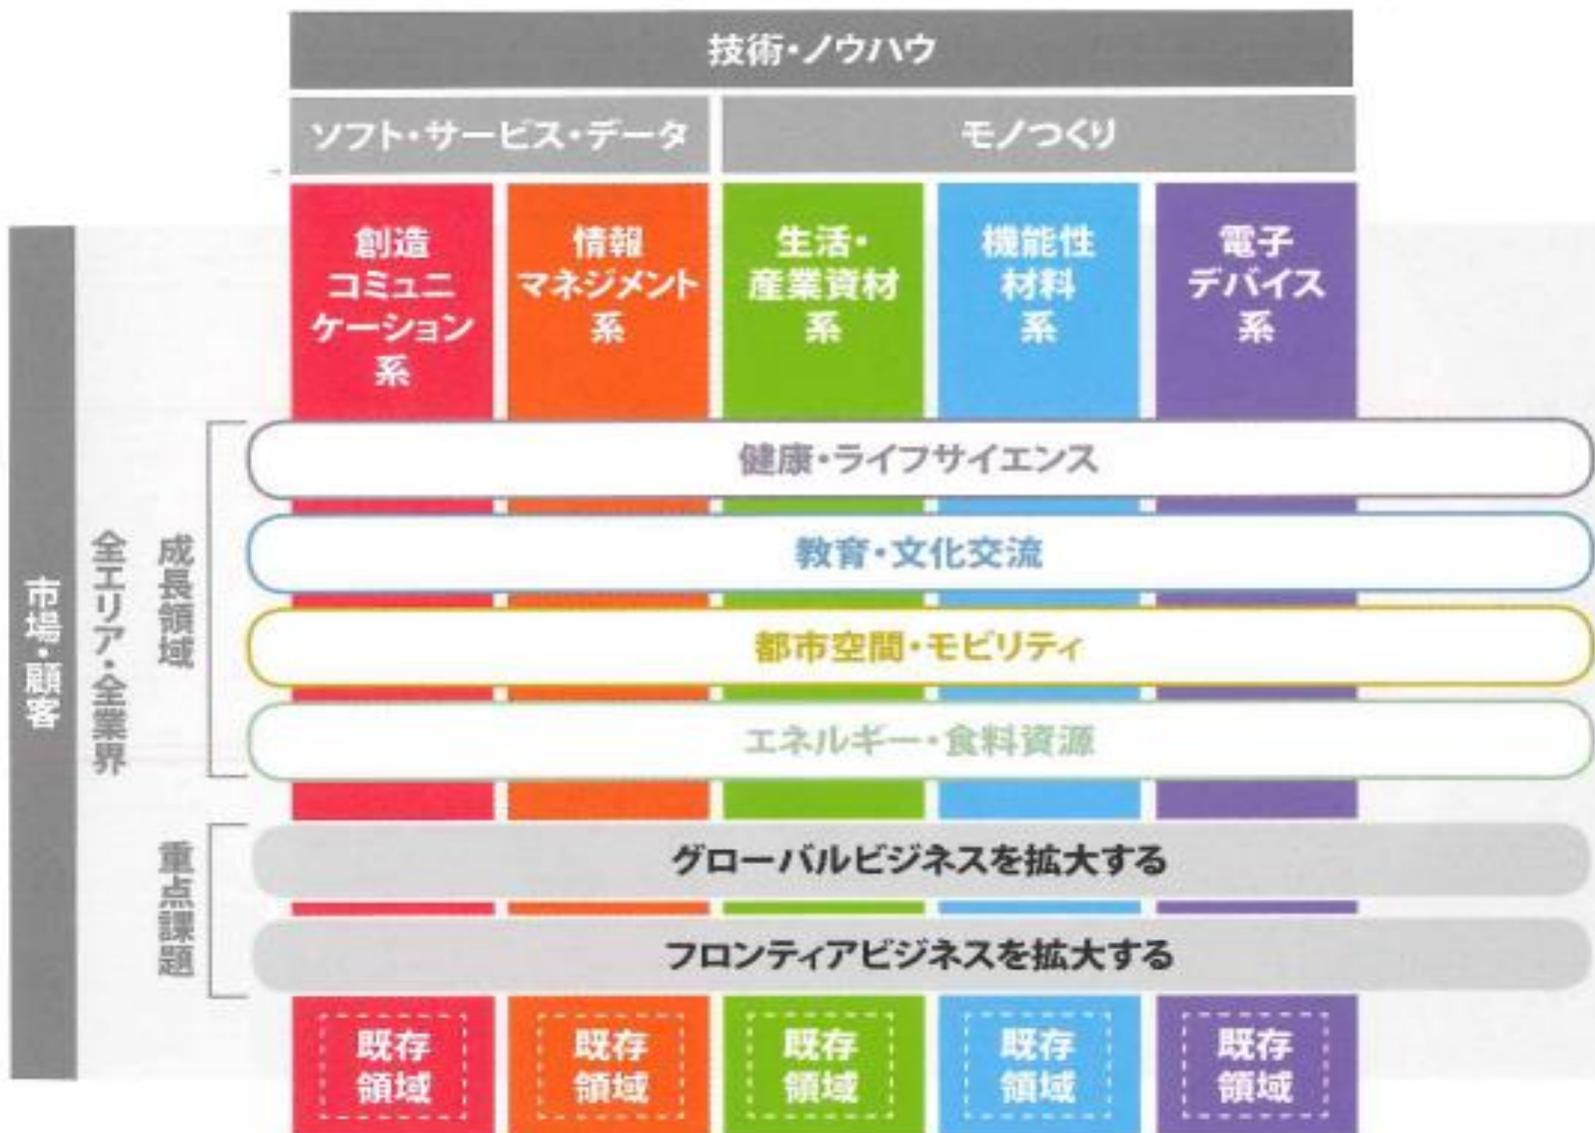 技術・ノウハウ
ソフト・サービス・データ
モノつくり
創造
コミュニ
ケーション
系
情報
マネジメント
系
生活・
産業資材
系
機能性
材料
系
電子
デバイス
系
市場・顧客
全エリア・全業界
成長領域
健康・ライフサイエンス
教育・文化交流
都市空間・モビリティ
エネルギー・食料資源
重点課題
グローバルビジネスを拡大する
フロンティアビジネスを拡大する
既存
領域
既存
領域
既存
領域
既存
領域
既存
領域